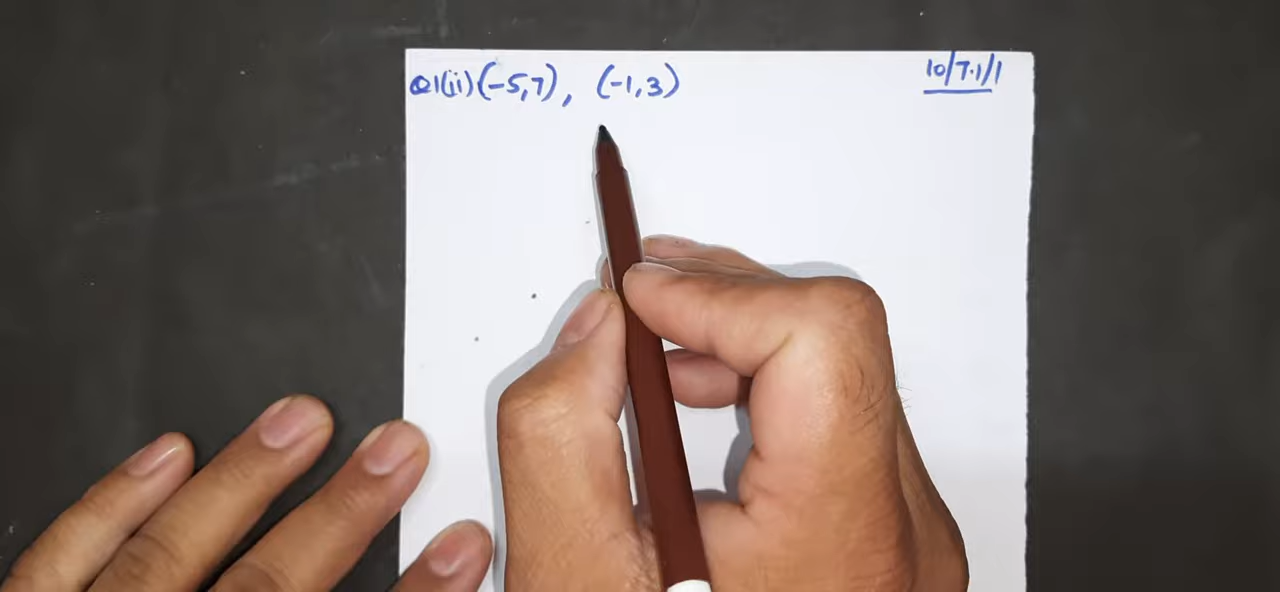 Q1(ii) (-5,7), (-1,3)
10/7.1/1